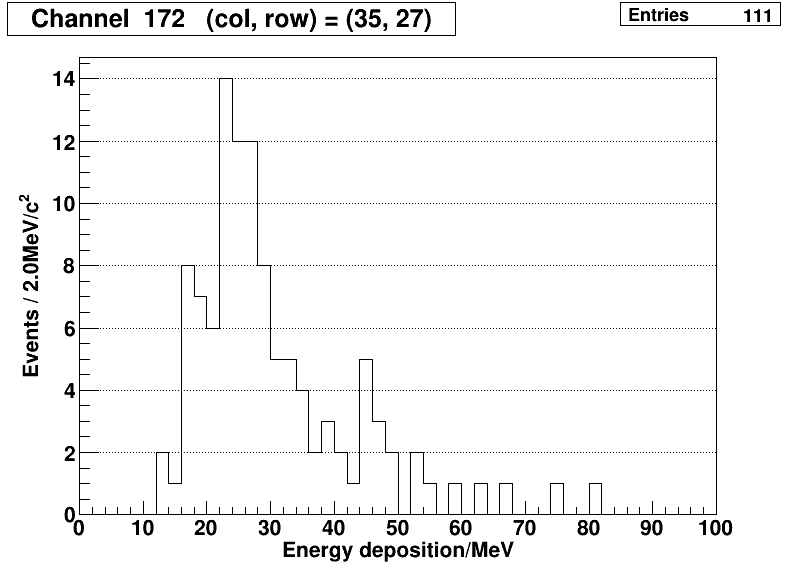 Channel 172 (col, row) = (35, 27)
Entries 111
Events / 2.0MeV/c²
14
12
10
8
6
4
2
0
0 10 20 30 40 50 60 70 80 90 100
Energy deposition/MeV